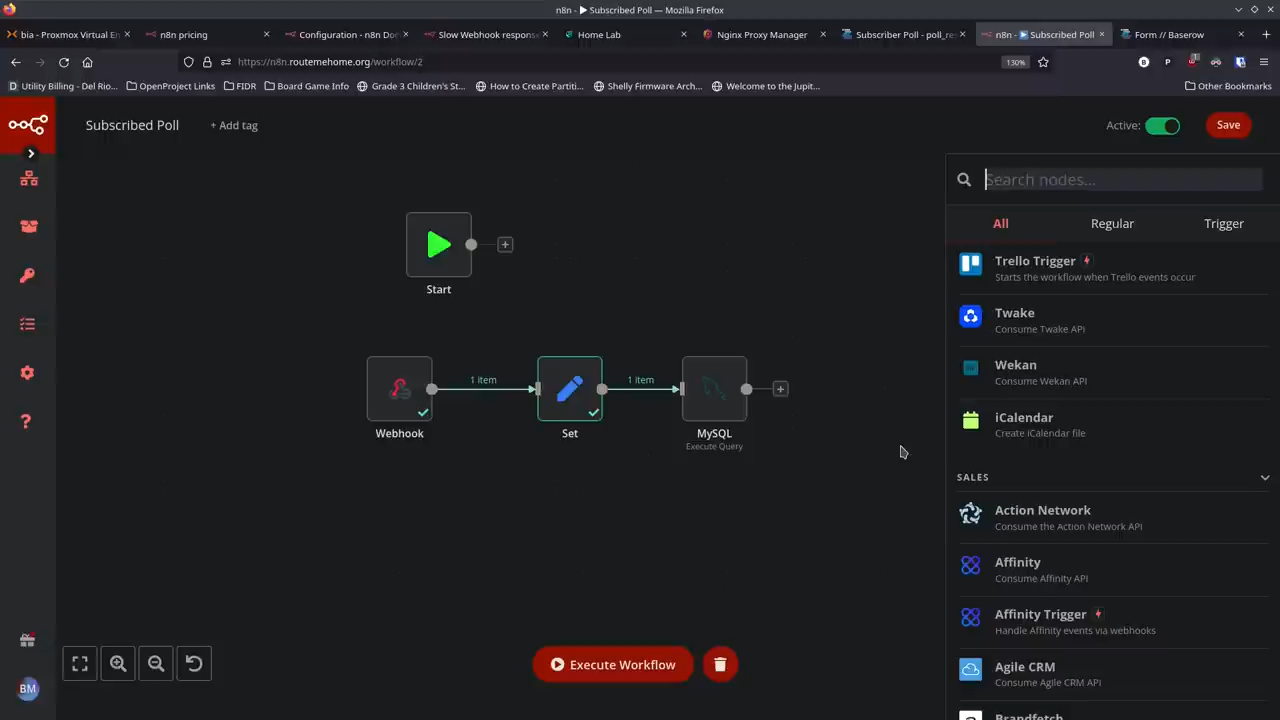 n8n - ▶ Subscribed Poll — Mozilla Firefox
bia - Proxmox Virtual En
n8n pricing
Configuration - n8n Do
Slow Webhook respons
Home Lab
Nginx Proxy Manager
Subscriber Poll - poll_res
n8n - ▶ Subscribed Poll
Form // Baserow
https://n8n.routemehome.org/workflow/2
130%
Utility Billing - Del Rio...
OpenProject Links
FIDR
Board Game Info
Grade 3 Children's St...
How to Create Partiti...
Shelly Firmware Arch...
Welcome to the Jupit...
Other Bookmarks
Subscribed Poll
+ Add tag
Active:
Save
Search nodes...
All
Regular
Trigger
Trello Trigger
Starts the workflow when Trello events occur
Twake
Consume Twake API
Wekan
Consume Wekan API
iCalendar
Create iCalendar file
SALES
Action Network
Consume the Action Network API
Affinity
Consume Affinity API
Affinity Trigger
Handle Affinity events via webhooks
Agile CRM
Consume Agile CRM API
Brandfetch
Start
1 item
1 item
Webhook
Set
MySQL
Execute Query
Execute Workflow
BM